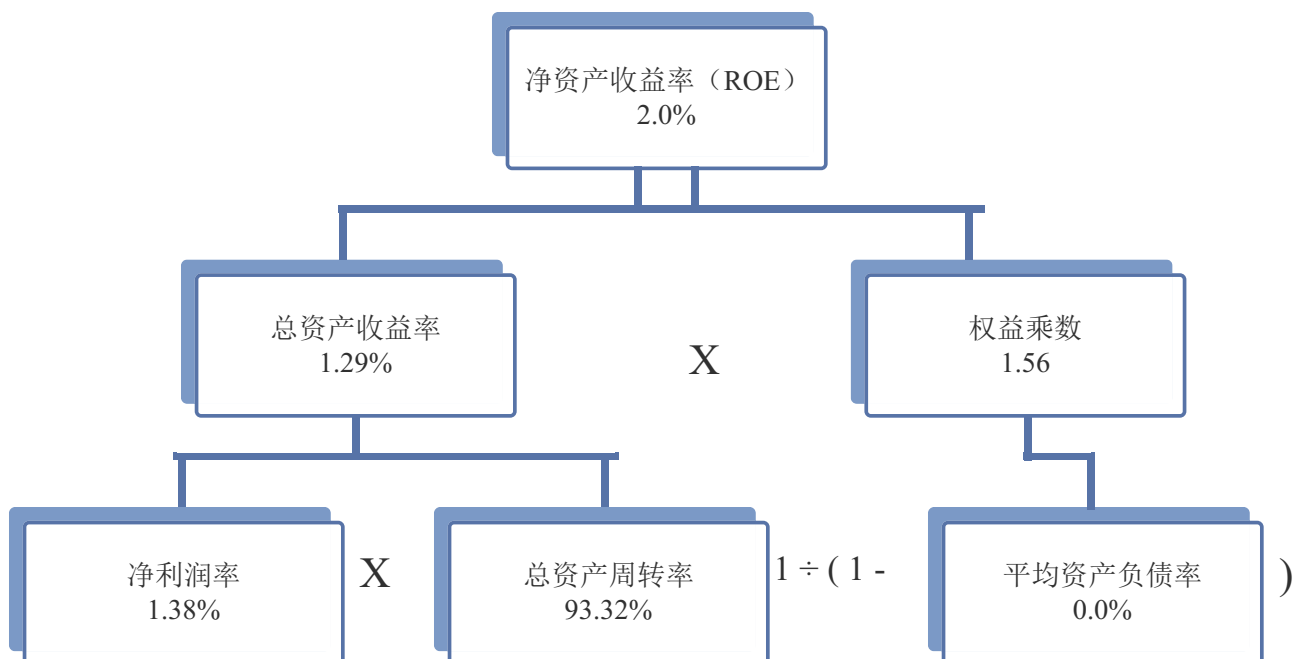 净资产收益率（ROE）
2.0%
总资产收益率
1.29%
X
权益乘数
1.56
净利润率
1.38%
X
总资产周转率
93.32%
1 ÷ ( 1 -
平均资产负债率
0.0%
)